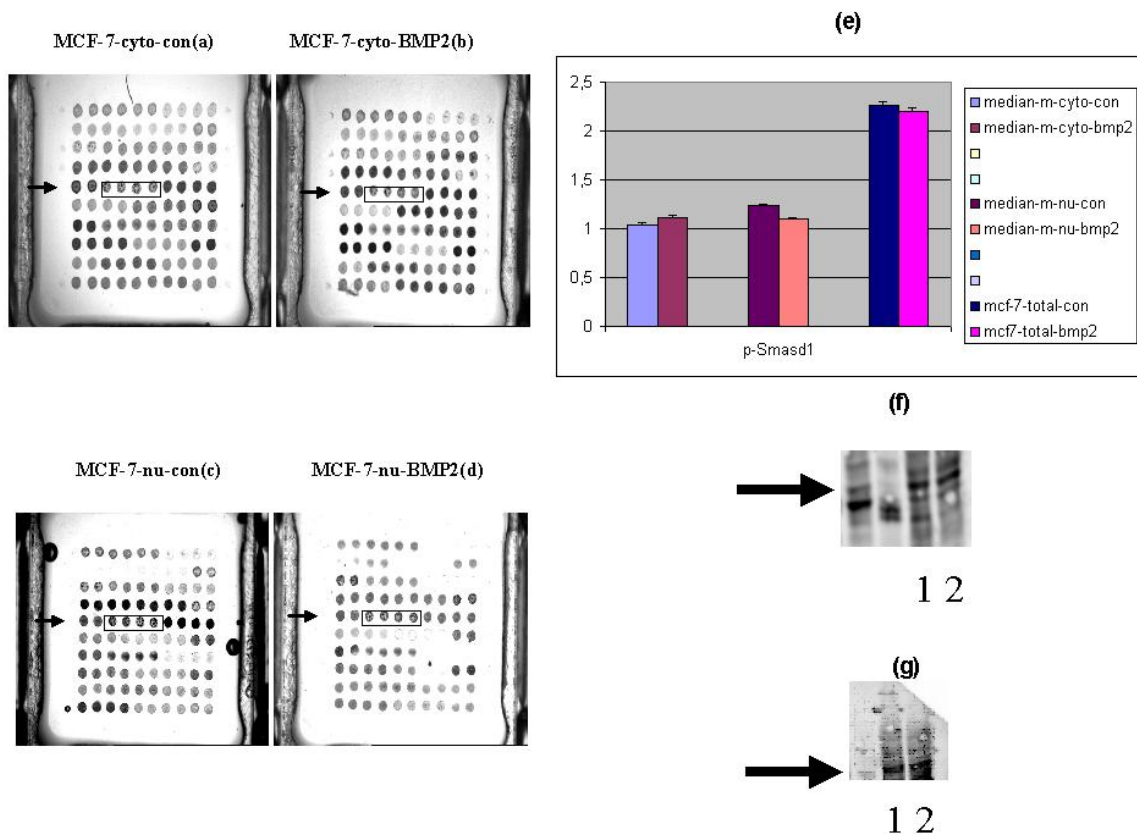 MCF-7-cyto-con(a)
MCF-7-cyto-BMP2(b)
(e)
2,5
2
1,5
1
0,5
0
p-Smasd1
median-m-cyto-con
median-m-cyto-bmp2
median-m-nu-con
median-m-nu-bmp2
mcf-7-total-con
mcf7-total-bmp2
MCF-7-nu-con(c)
MCF-7-nu-BMP2(d)
(f)
1 2
(g)
1 2